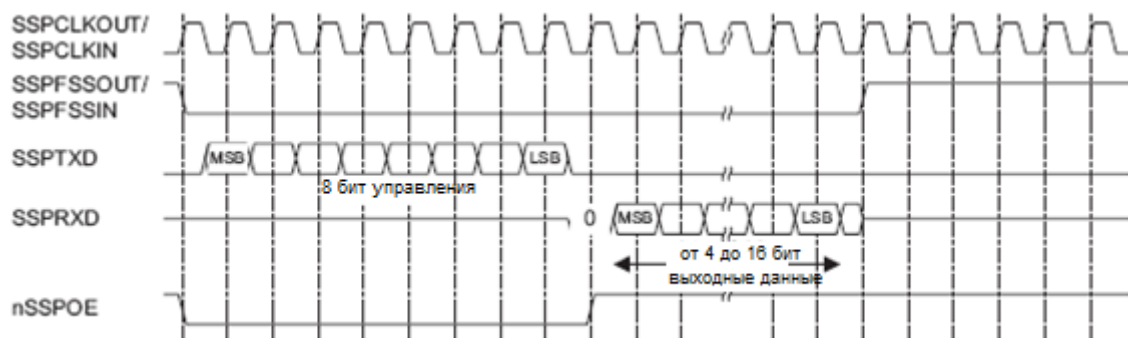 SSPCLKOUT/
SSPCLKIN
SSPFSSOUT/
SSPFSSIN
SSPTXD
MSB
LSB
8 бит управления
SSPRXD
0
MSB
LSB
от 4 до 16 бит
выходные данные
nSSPOE